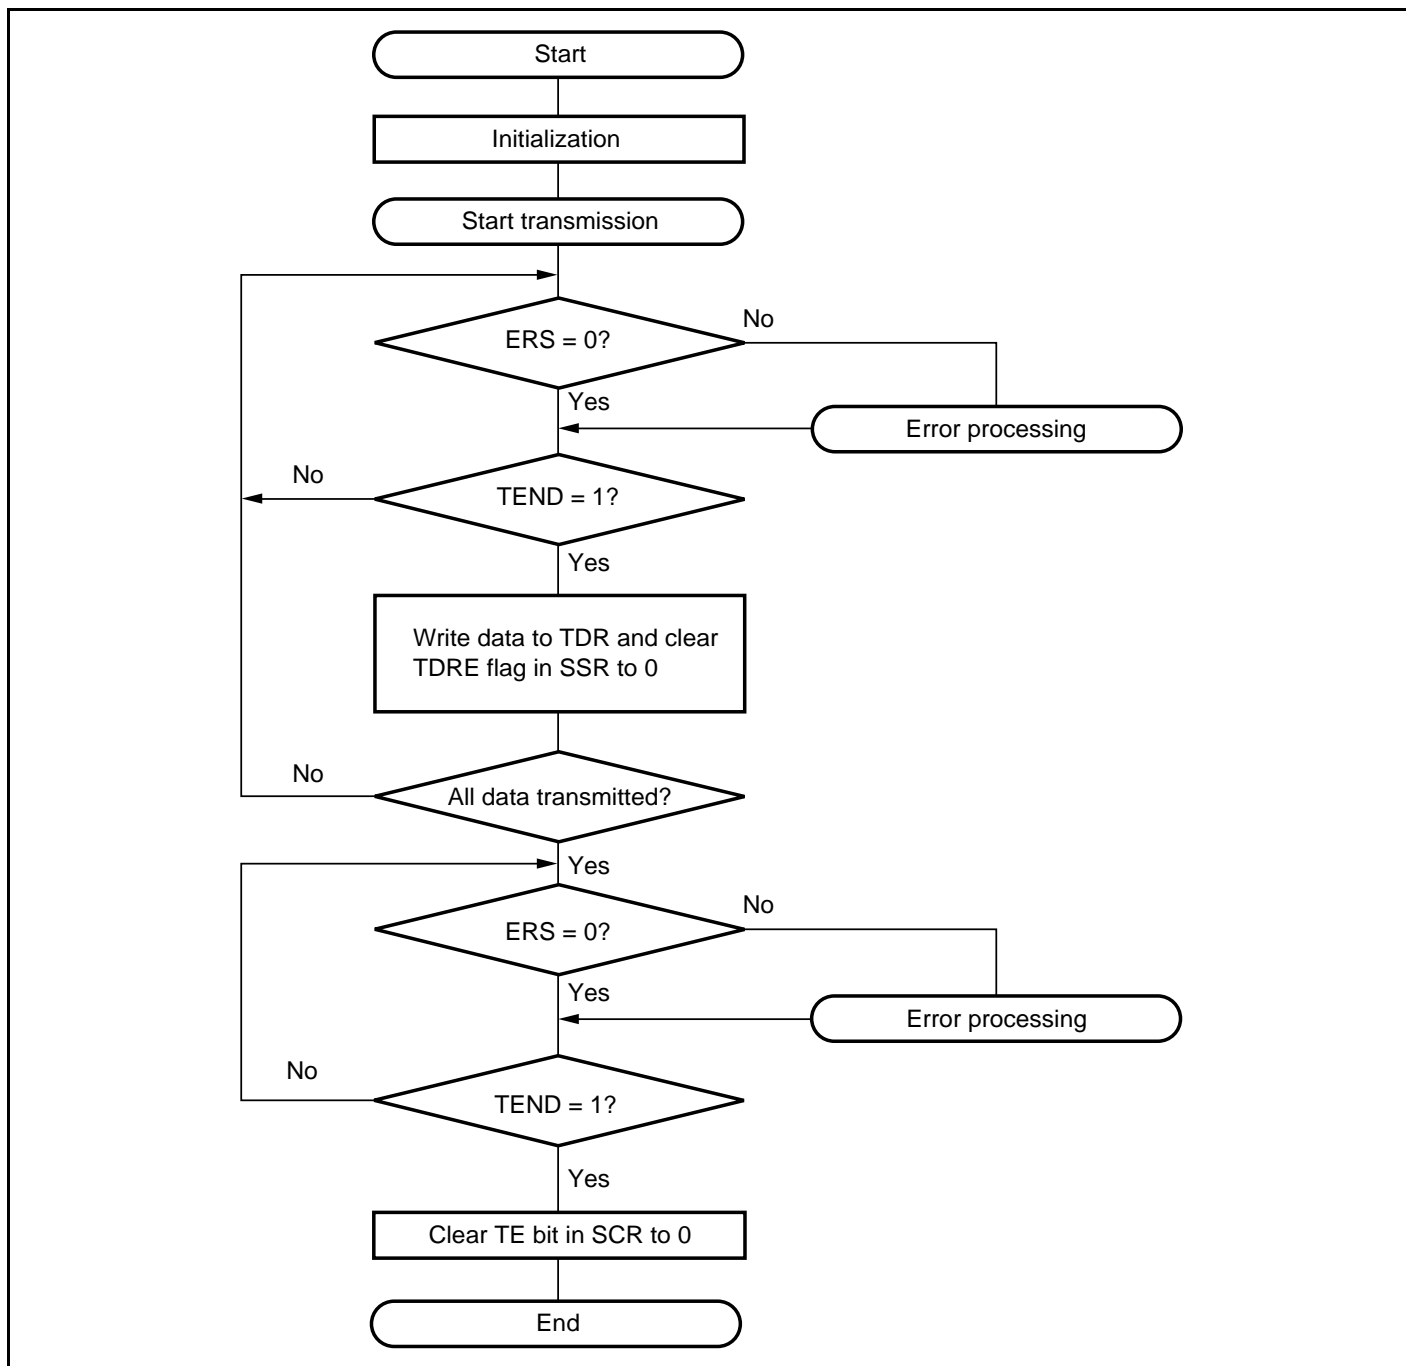 Start
Initialization
Start transmission
ERS = 0?
No
Yes
Error processing
No
TEND = 1?
Yes
Write data to TDR and clear
TDRE flag in SSR to 0
No
All data transmitted?
Yes
No
ERS = 0?
Yes
Error processing
No
TEND = 1?
Yes
Clear TE bit in SCR to 0
End